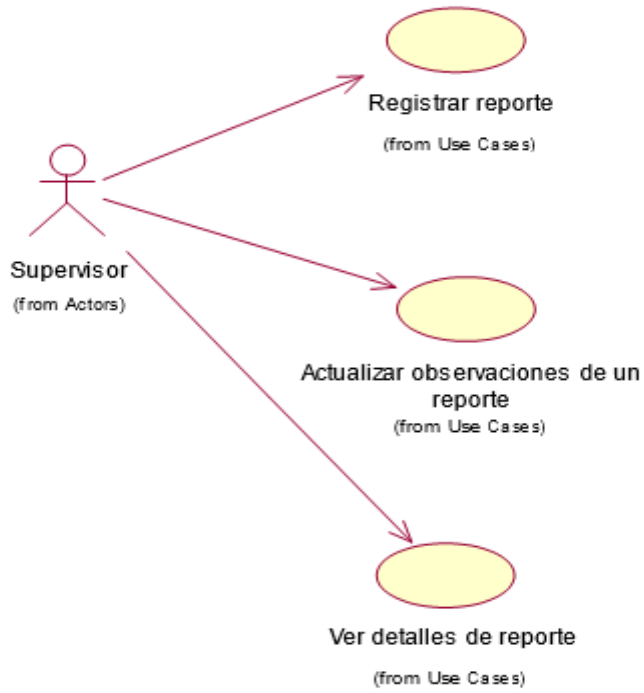 Registrar reporte
(from Use Cases)
Supervisor
(from Actors)
Actualizar observaciones de un
reporte
(from Use Cases)
Ver detalles de reporte
(from Use Cases)